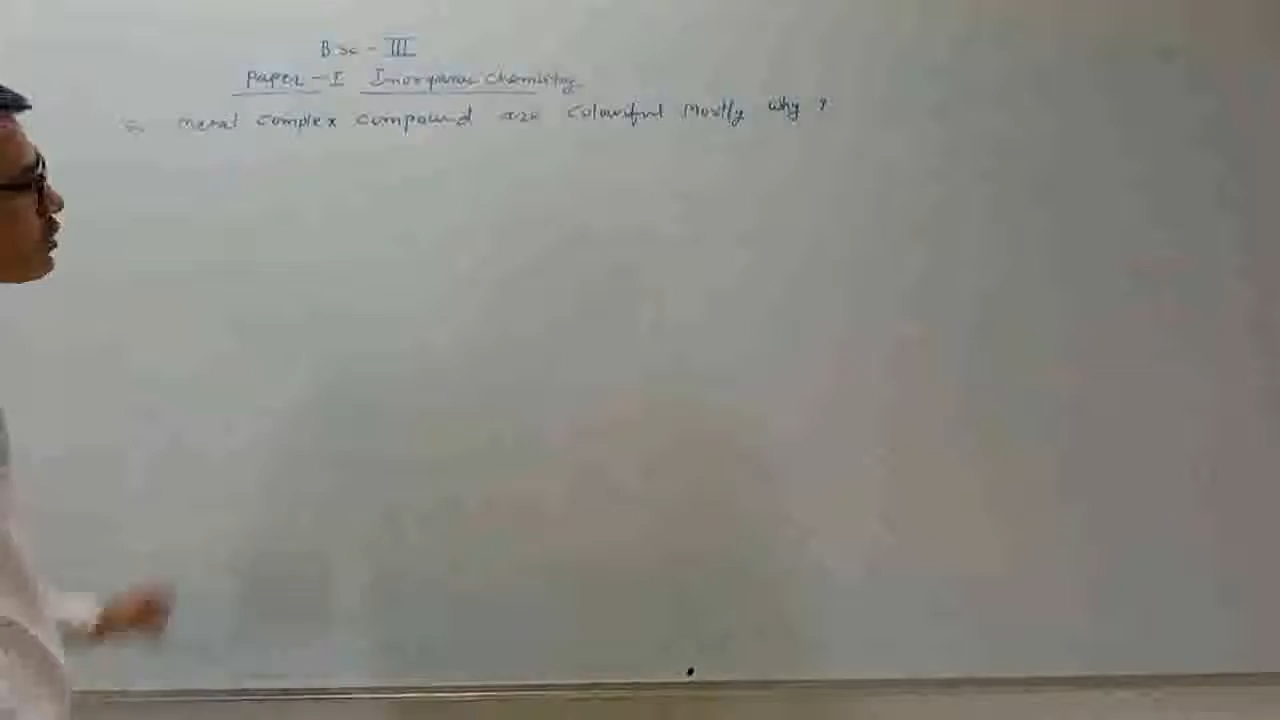 B.Sc - III
Paper - I Inorganic Chemistry
metal complex compound are colourful Mostly why ?